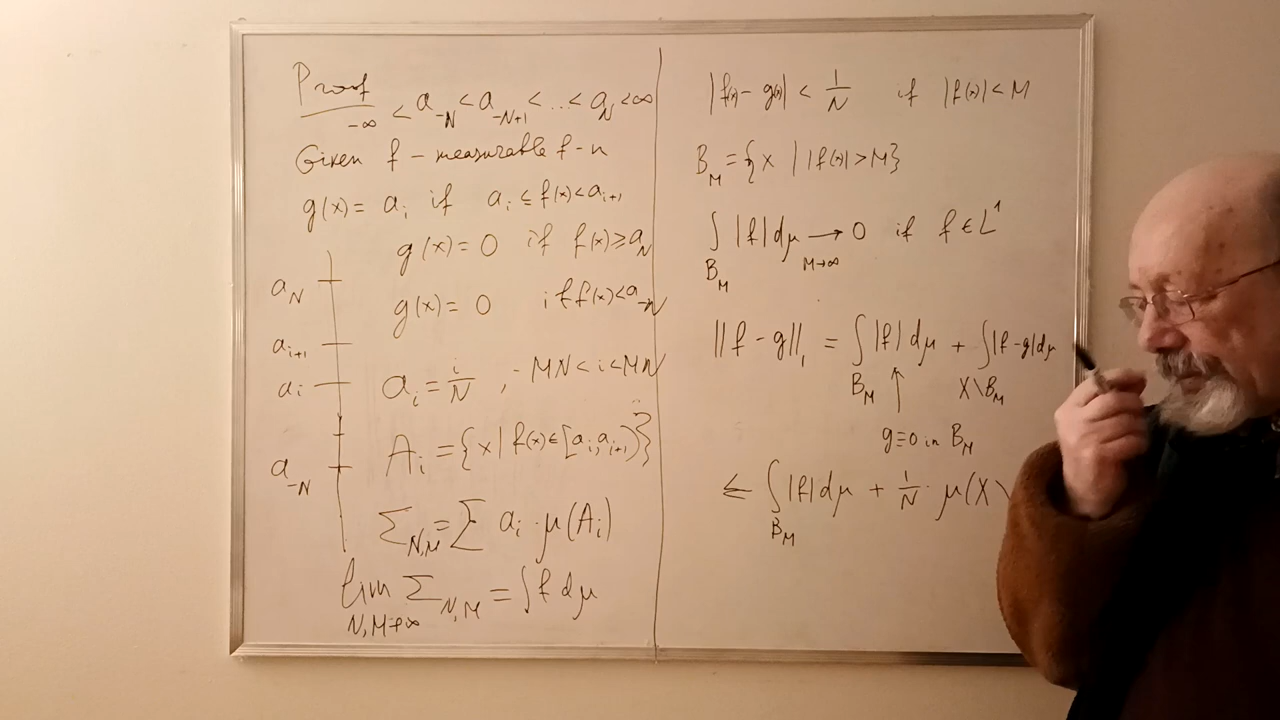 Proof
-∞ < a_{-N} < a_{-N+1} < ... < a_N < ∞
Given f - measurable f-n
g(x) = a_i if a_i ≤ f(x) < a_{i+1}
g(x) = 0 if f(x) ≥ a_N
g(x) = 0 if f(x) < a_{-N}
a_N
a_{i+1}
a_i
a_{-N}
a_i = i/N , -MN < i < MN
A_i = {x | f(x) ∈ [a_i, a_{i+1})}
Σ_{N,M} = Σ a_i · μ(A_i)
lim_{N,M→∞} Σ_{N,M} = ∫ f dμ
|f(x) - g(x)| < 1/N if |f(x)| < M
B_M = {x | |f(x)| > M}
∫_{B_M} |f| dμ →_{M→∞} 0 if f ∈ L^1
||f - g||_1 = ∫_{B_M} |f| dμ + ∫_{X\B_M} |f-g| dμ
↑
g=0 in B_M
≤ ∫_{B_M} |f| dμ + 1/N · μ(X \